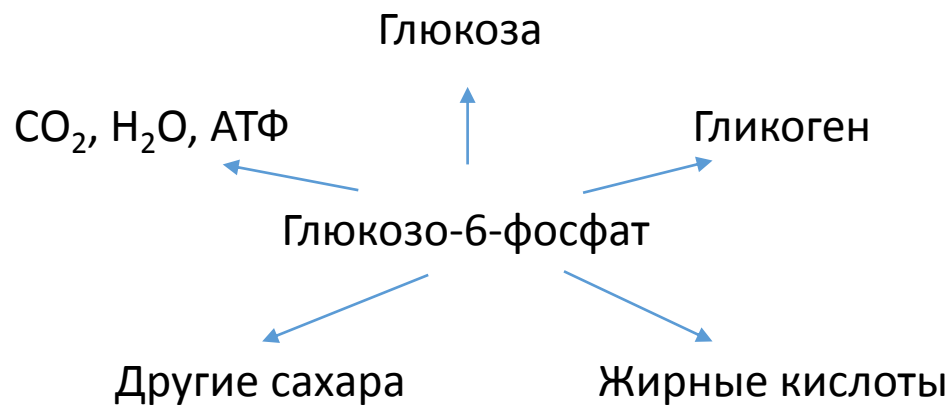 Глюкоза
CO₂, H₂O, АТФ
Гликоген
Глюкозо-6-фосфат
Другие сахара
Жирные кислоты